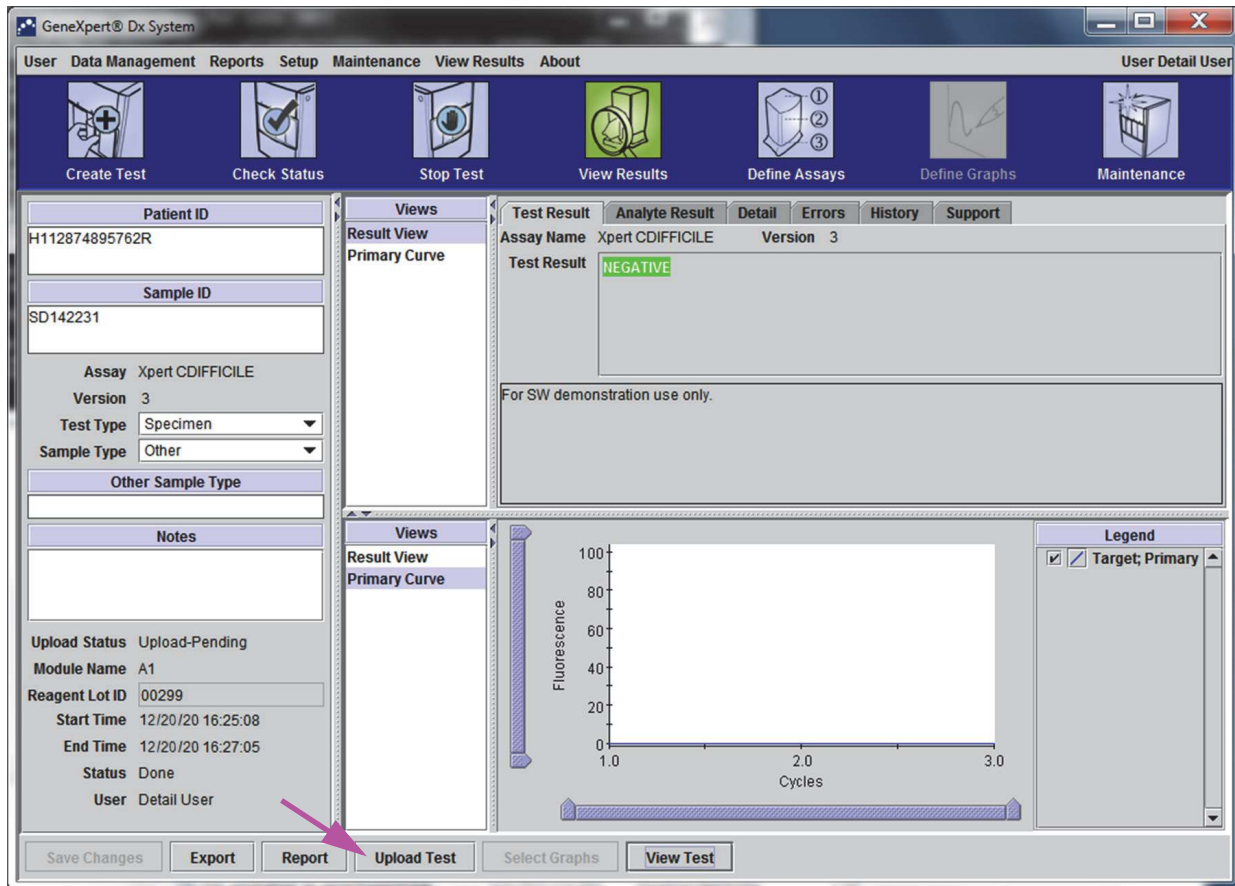 GeneXpert® Dx System
User Data Management Reports Setup Maintenance View Results About User Detail User
① 
②
③
Create Test Check Status Stop Test View Results Define Assays Define Graphs Maintenance
Patient ID
H112874895762R
Sample ID
SD142231
Assay Xpert CDIFFICILE
Version 3
Test Type Specimen
Sample Type Other
Other Sample Type
Notes
Upload Status Upload-Pending
Module Name A1
Reagent Lot ID 00299
Start Time 12/20/20 16:25:08
End Time 12/20/20 16:27:05
Status Done
User Detail User
Views
Result View
Primary Curve
Test Result Analyte Result Detail Errors History Support
Assay Name Xpert CDIFFICILE Version 3
Test Result NEGATIVE
For SW demonstration use only.
Views
Result View
Primary Curve
100
80
60
40
20
0
Fluorescence
1.0 2.0 3.0
Cycles
Legend
Target; Primary
Save Changes Export Report Upload Test Select Graphs View Test